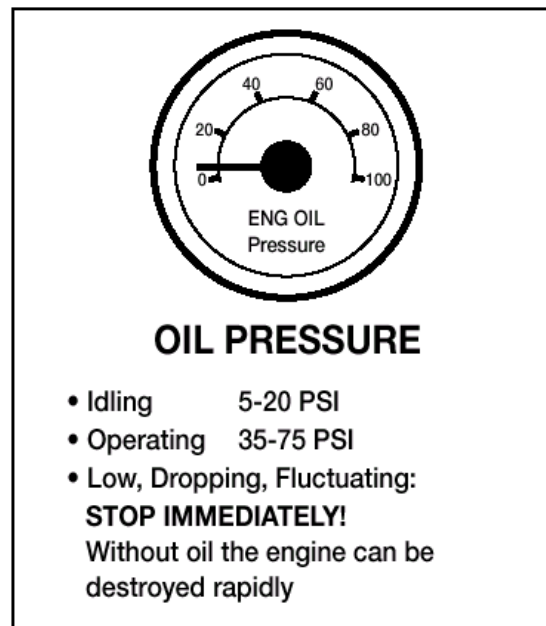 40 60
20 80
0 100
ENG OIL
Pressure
OIL PRESSURE
• Idling 5-20 PSI
• Operating 35-75 PSI
• Low, Dropping, Fluctuating:
STOP IMMEDIATELY!
Without oil the engine can be
destroyed rapidly